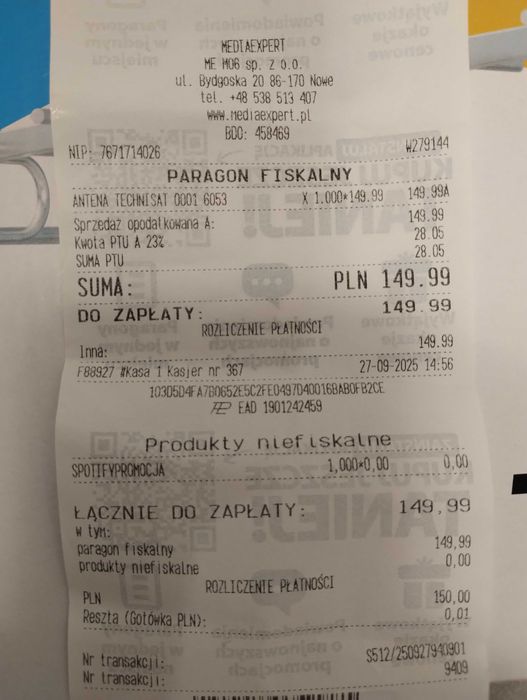 MEDIAEXPERT
ME M06 sp. z o.o.
ul. Bydgoska 20 86-170 Nowe
tel. +48 538 513 407
www.mediaexpert.pl
BDO: 458469
NIP: 7671714026 W279144
PARAGON FISKALNY
ANTENA TECHNISAT 0001 6053 X 1.000*149.99 149.99A
Sprzedaż opodatkowana A: 149.99
Kwota PTU A 23% 28.05
SUMA PTU 28.05
SUMA: PLN 149.99
DO ZAPŁATY: 149.99
ROZLICZENIE PŁATNOŚCI
Inna: 149.99
F88927 #Kasa 1 Kasjer nr 367 27-09-2025 14:56
10305D4FA7B0652E5C2FE0497D40016BAB0FB2CE
EAD 1901242459
Produkty niefiskalne
SPOTIFYPROMOCJA 1,000*0,00 0,00
ŁĄCZNIE DO ZAPŁATY: 149,99
w tym:
paragon fiskalny 149,99
produkty niefiskalne 0,00
ROZLICZENIE PŁATNOŚCI
PLN 150,00
Reszta (Gotówka PLN): 0,01
Nr transakcji: S512/250927940901
Nr transakcji: 9409